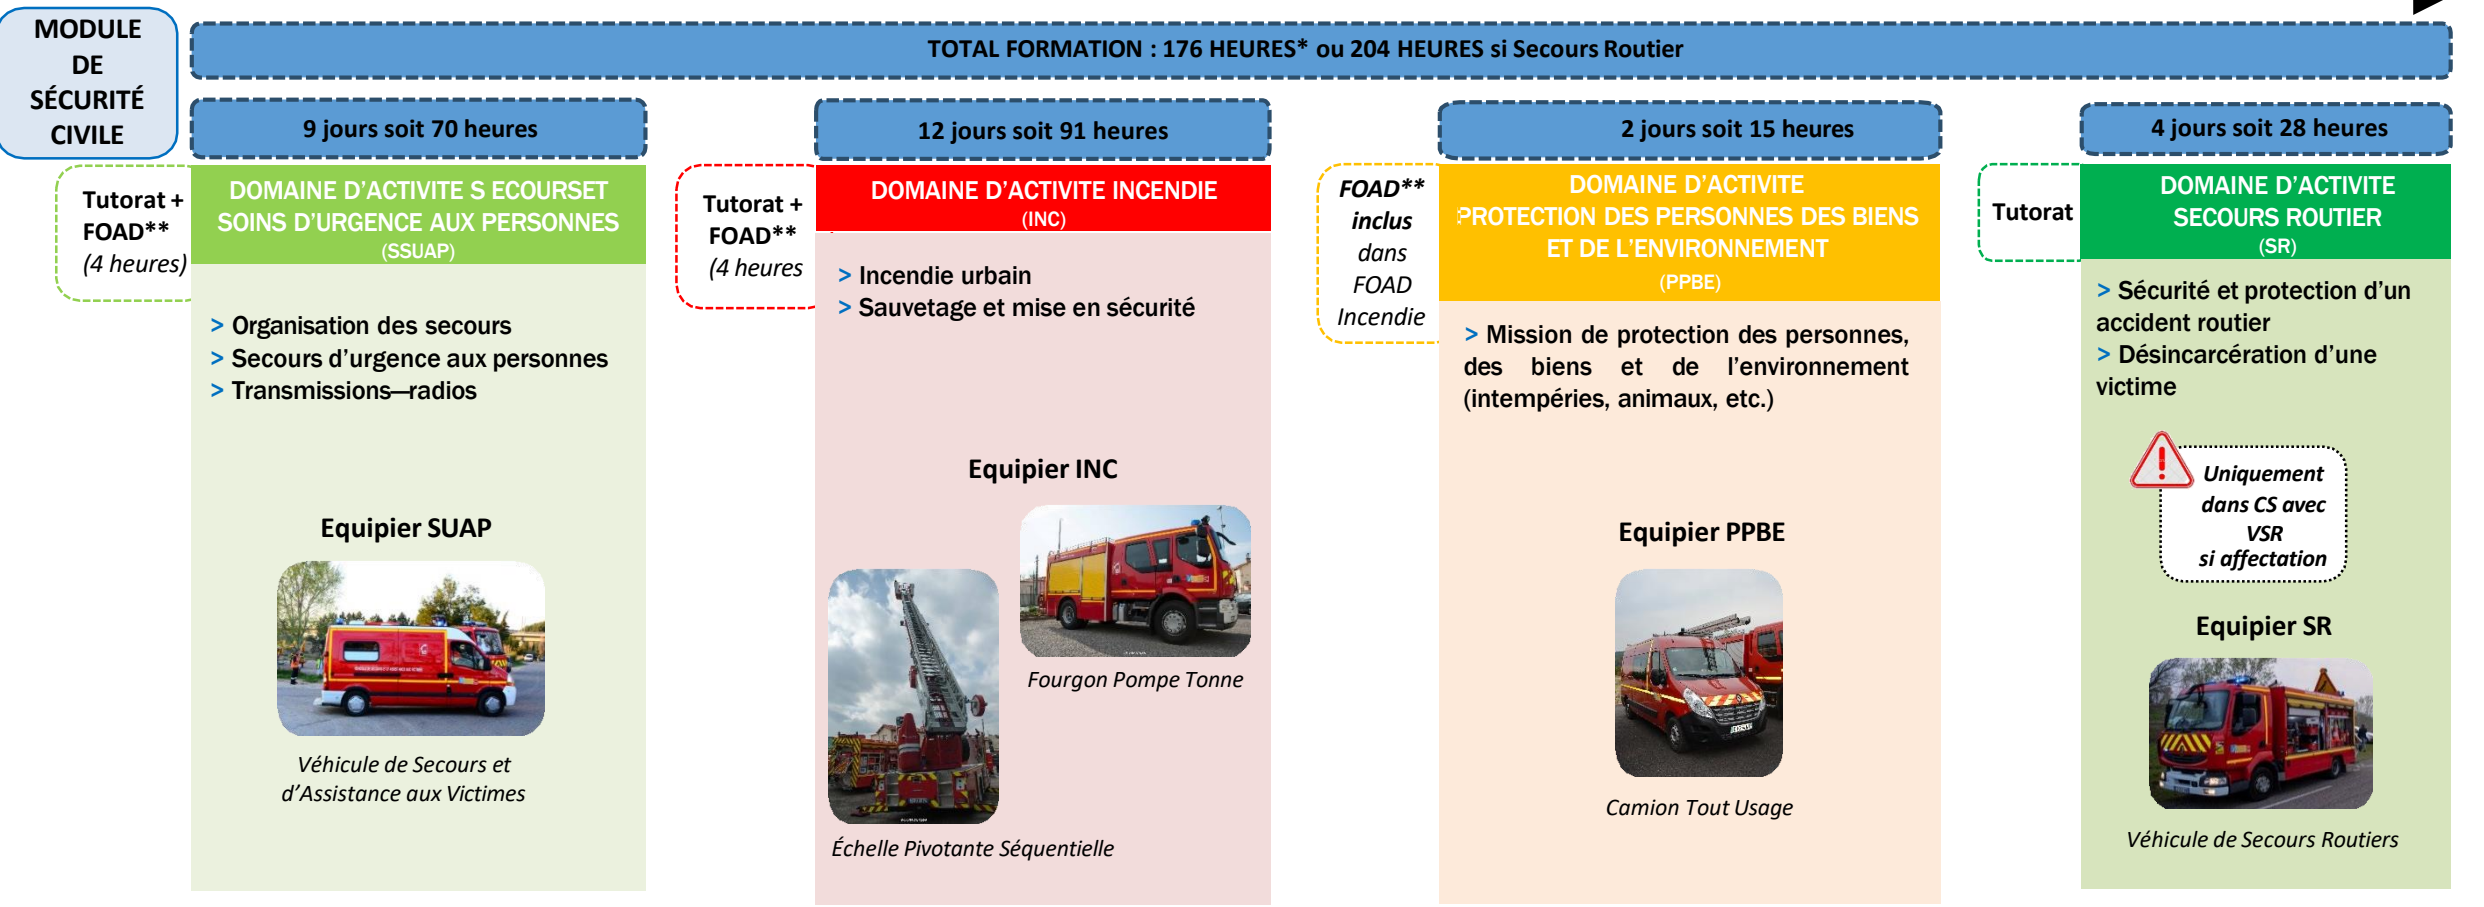 MODULE
DE
SÉCURITÉ
CIVILE
TOTAL FORMATION : 176 HEURES* ou 204 HEURES si Secours Routier
9 jours soit 70 heures
Tutorat +
FOAD**
(4 heures)
DOMAINE D’ACTIVITE S ECOURSET
SOINS D’URGENCE AUX PERSONNES
(SSUAP)
> Organisation des secours
> Secours d’urgence aux personnes
> Transmissions—radios
Equipier SUAP
Véhicule de Secours et
d’Assistance aux Victimes
12 jours soit 91 heures
Tutorat +
FOAD**
(4 heures
DOMAINE D’ACTIVITE INCENDIE
(INC)
> Incendie urbain
> Sauvetage et mise en sécurité
Equipier INC
Fourgon Pompe Tonne
Échelle Pivotante Séquentielle
2 jours soit 15 heures
FOAD**
inclus
dans
FOAD
Incendie
DOMAINE D’ACTIVITE
PROTECTION DES PERSONNES DES BIENS
ET DE L’ENVIRONNEMENT
(PPBE)
> Mission de protection des personnes,
des biens et de l’environnement
(intempéries, animaux, etc.)
Equipier PPBE
Camion Tout Usage
4 jours soit 28 heures
Tutorat
DOMAINE D’ACTIVITE
SECOURS ROUTIER
(SR)
> Sécurité et protection d’un
accident routier
> Désincarcération d’une
victime
Uniquement
dans CS avec
VSR
si affectation
Equipier SR
Véhicule de Secours Routiers